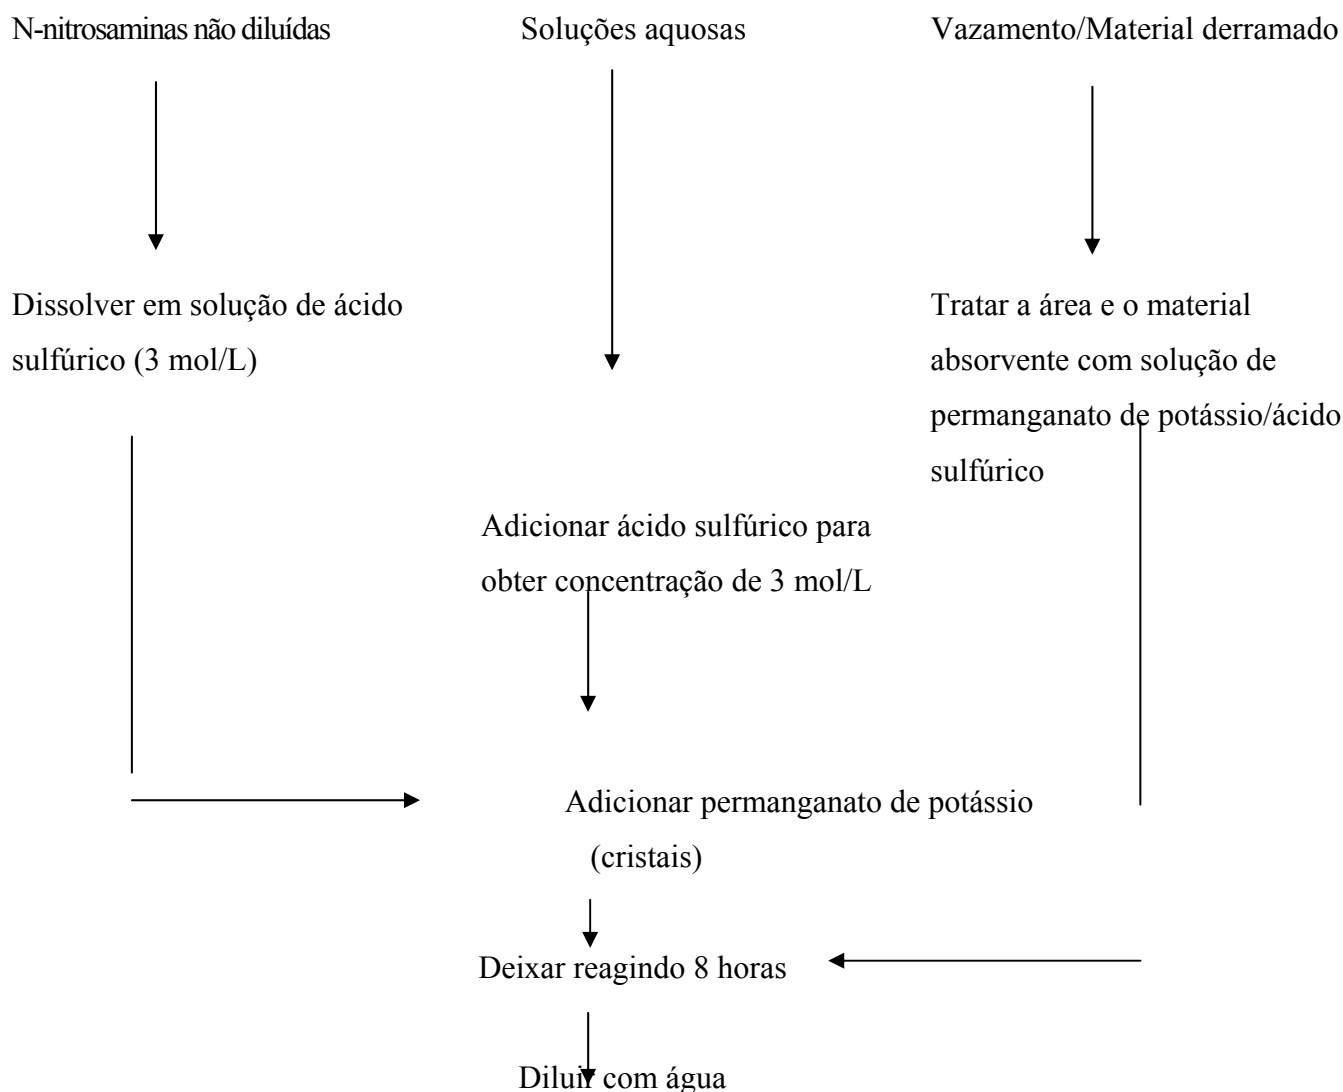 N-nitrosaminas não diluídas
Soluções aquosas
Vazamento/Material derramado
Dissolver em solução de ácido
sulfúrico (3 mol/L)
Tratar a área e o material
absorvente com solução de
permanganato de potássio/ácido
sulfúrico
Adicionar ácido sulfúrico para
obter concentração de 3 mol/L
Adicionar permanganato de potássio
(cristais)
Deixar reagindo 8 horas
Diluir com água